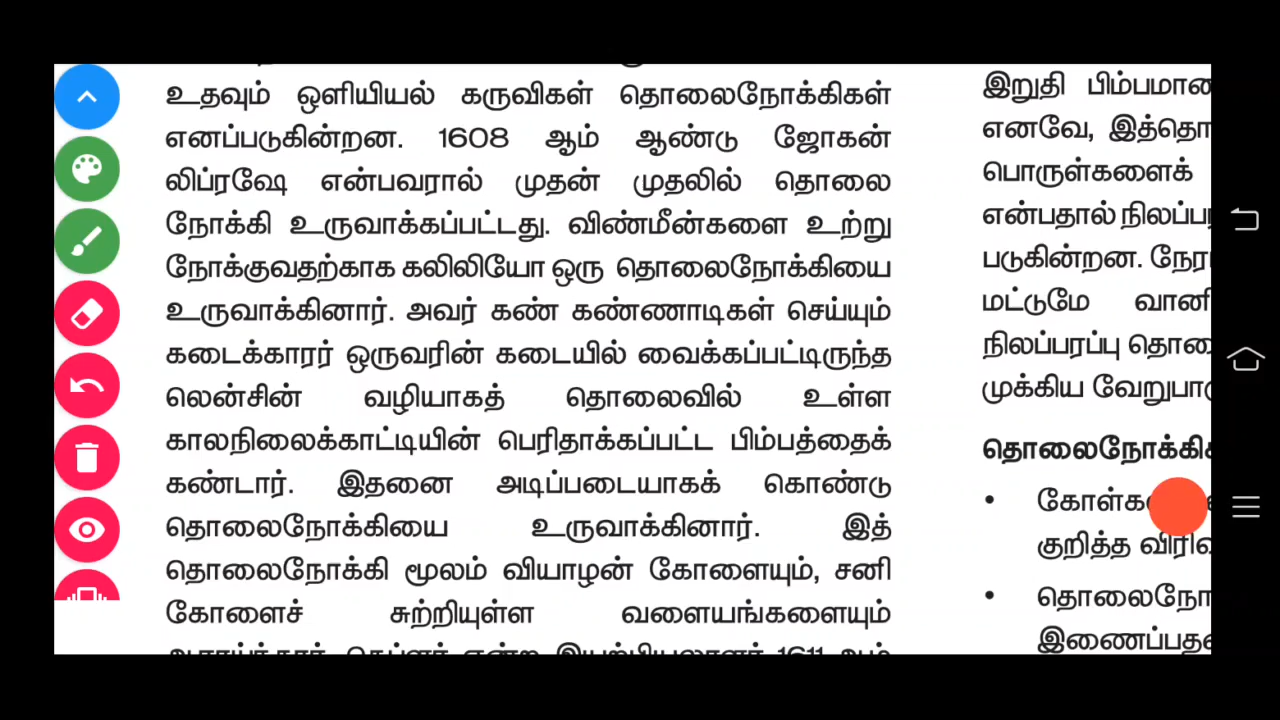 உதவும் ஒளியியல் கருவிகள் தொலைநோக்கிகள்
எனப்படுகின்றன. 1608 ஆம் ஆண்டு ஜோகன்
லிப்ரஷே என்பவரால் முதன் முதலில் தொலை
நோக்கி உருவாக்கப்பட்டது. விண்மீன்களை உற்று
நோக்குவதற்காக கலிலியோ ஒரு தொலைநோக்கியை
உருவாக்கினார். அவர் கண் கண்ணாடிகள் செய்யும்
கடைக்காரர் ஒருவரின் கடையில் வைக்கப்பட்டிருந்த
லென்சின் வழியாகத் தொலைவில் உள்ள
காலநிலைக்காட்டியின் பெரிதாக்கப்பட்ட பிம்பத்தைக்
கண்டார். இதனை அடிப்படையாகக் கொண்டு
தொலைநோக்கியை உருவாக்கினார். இத்
தொலைநோக்கி மூலம் வியாழன் கோளையும், சனி
கோளைச் சுற்றியுள்ள வளையங்களையும்
இறுதி பிம்பமான
எனவே, இத்தொ
பொருள்களைக்
என்பதால் நிலப்பர
படுகின்றன. நேரா
மட்டுமே வானி
நிலப்பரப்பு தொலை
முக்கிய வேறுபாடு
தொலைநோக்கிக
• 
குறித்த விரிவ
• தொலைநோ
இணைப்பத